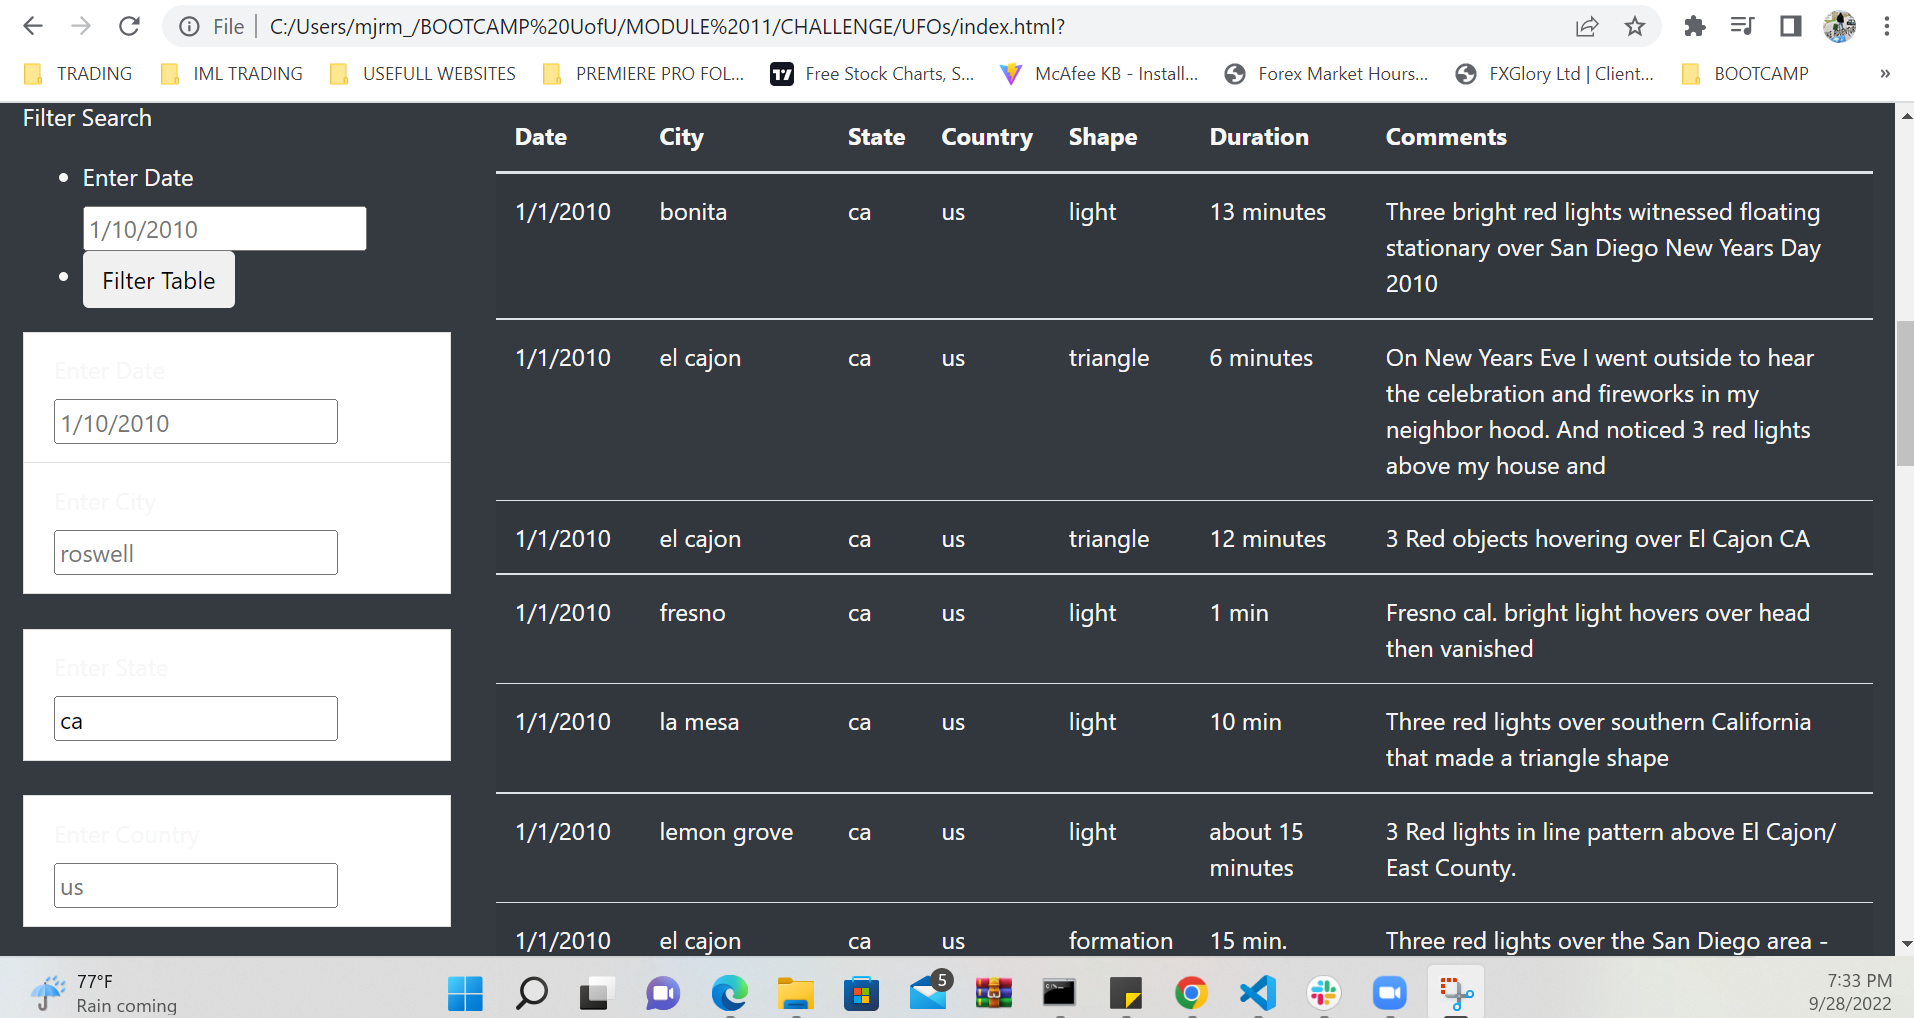 File | C:/Users/mjrm_/BOOTCAMP%20UofU/MODULE%2011/CHALLENGE/UFOs/index.html?
TRADING IML TRADING USEFULL WEBSITES PREMIERE PRO FOL... Free Stock Charts, S... McAfee KB - Install... Forex Market Hours... FXGlory Ltd | Client... BOOTCAMP »
Filter Search
Enter Date
1/10/2010
Filter Table
Enter Date
1/10/2010
Enter City
roswell
Enter State
ca
Enter Country
us
Date City State Country Shape Duration Comments
1/1/2010 bonita ca us light 13 minutes Three bright red lights witnessed floating
stationary over San Diego New Years Day
2010
1/1/2010 el cajon ca us triangle 6 minutes On New Years Eve I went outside to hear
the celebration and fireworks in my
neighbor hood. And noticed 3 red lights
above my house and
1/1/2010 el cajon ca us triangle 12 minutes 3 Red objects hovering over El Cajon CA
1/1/2010 fresno ca us light 1 min Fresno cal. bright light hovers over head
then vanished
1/1/2010 la mesa ca us light 10 min Three red lights over southern California
that made a triangle shape
1/1/2010 lemon grove ca us light about 15 3 Red lights in line pattern above El Cajon/
minutes East County.
1/1/2010 el cajon ca us formation 15 min. Three red lights over the San Diego area -
77°F
Rain coming
5
7:33 PM
9/28/2022